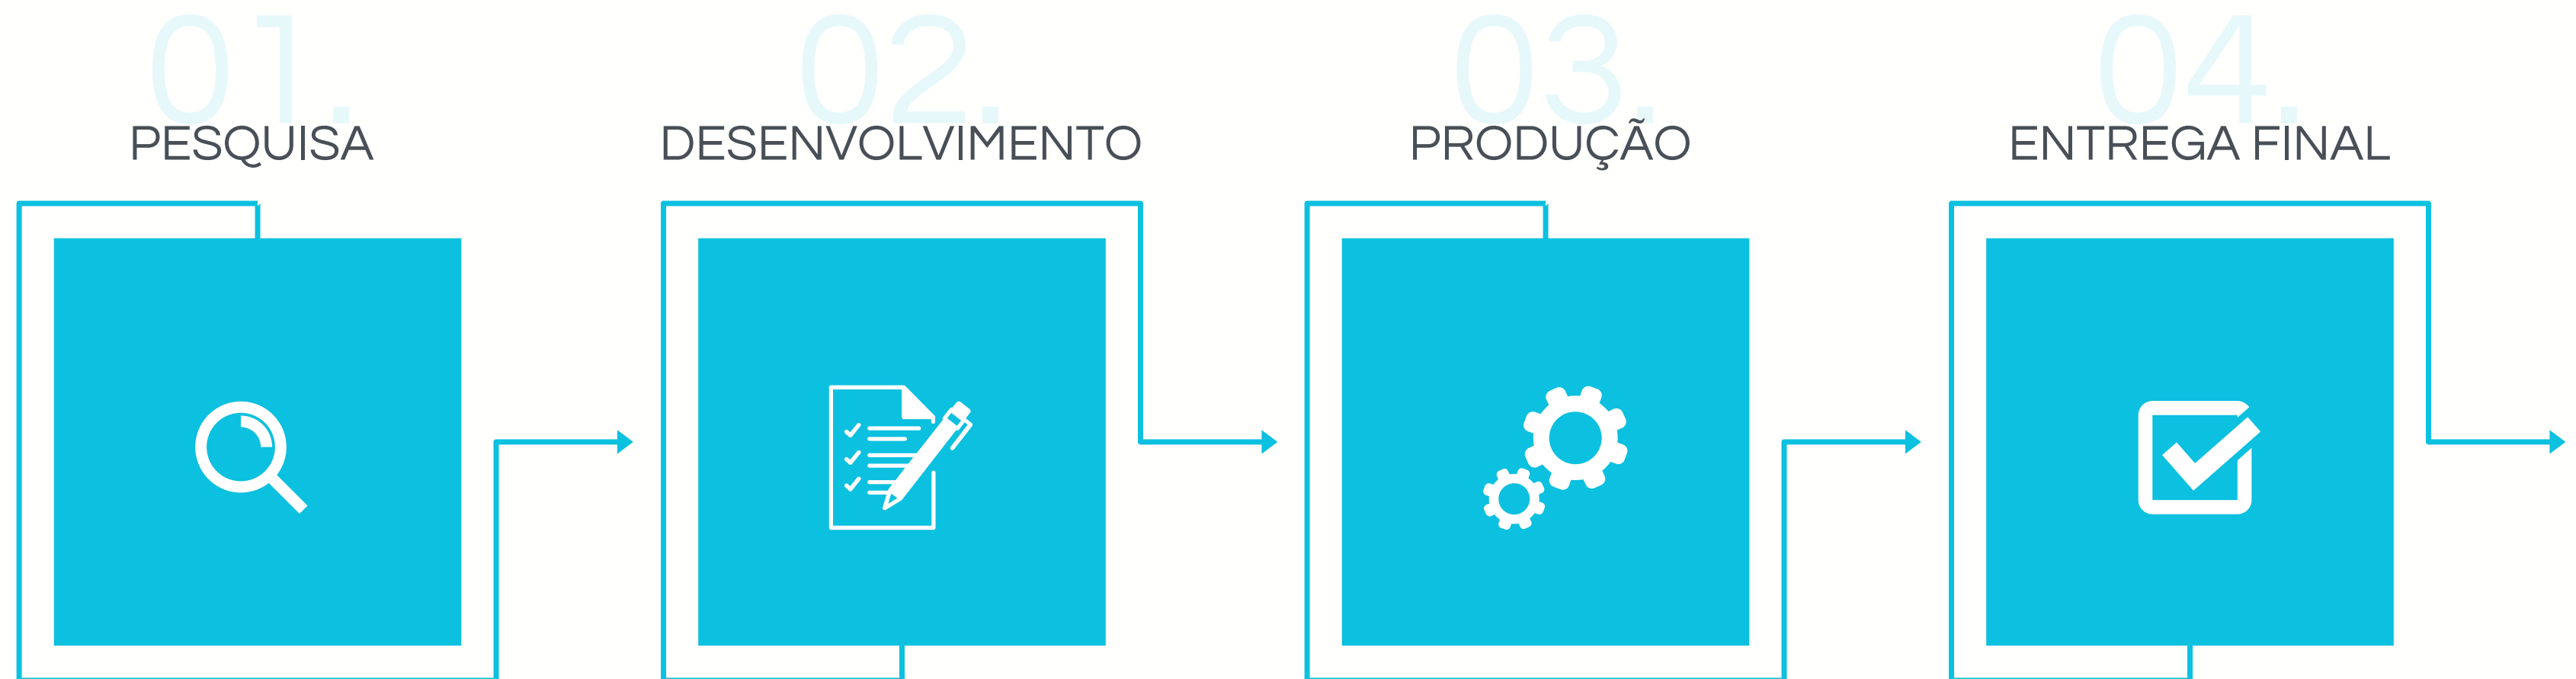 01.
PESQUISA
02.
DESENVOLVIMENTO
03.
PRODUÇÃO
04.
ENTREGA FINAL